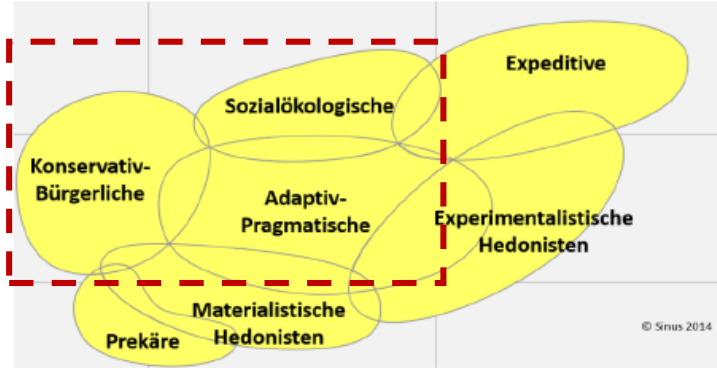 Expeditive
Sozialökologische
Konservativ-
Bürgerliche
Adaptiv-
Pragmatische
Experimentalistische
Hedonisten
Materialistische
Hedonisten
Prekäre
© Sinus 2014